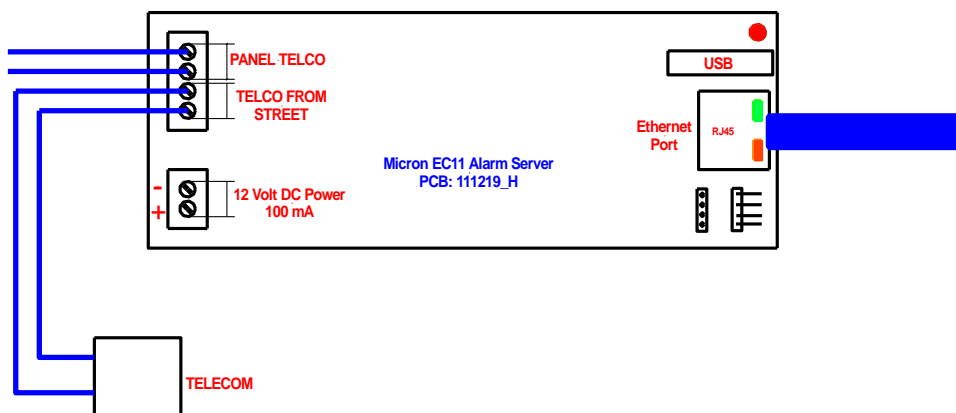 PANEL TELCO
TELCO FROM
STREET
USB
Ethernet
Port
RJ45
Micron EC11 Alarm Server
PCB: 111219_H
-
+
12 Volt DC Power
100 mA
TELECOM